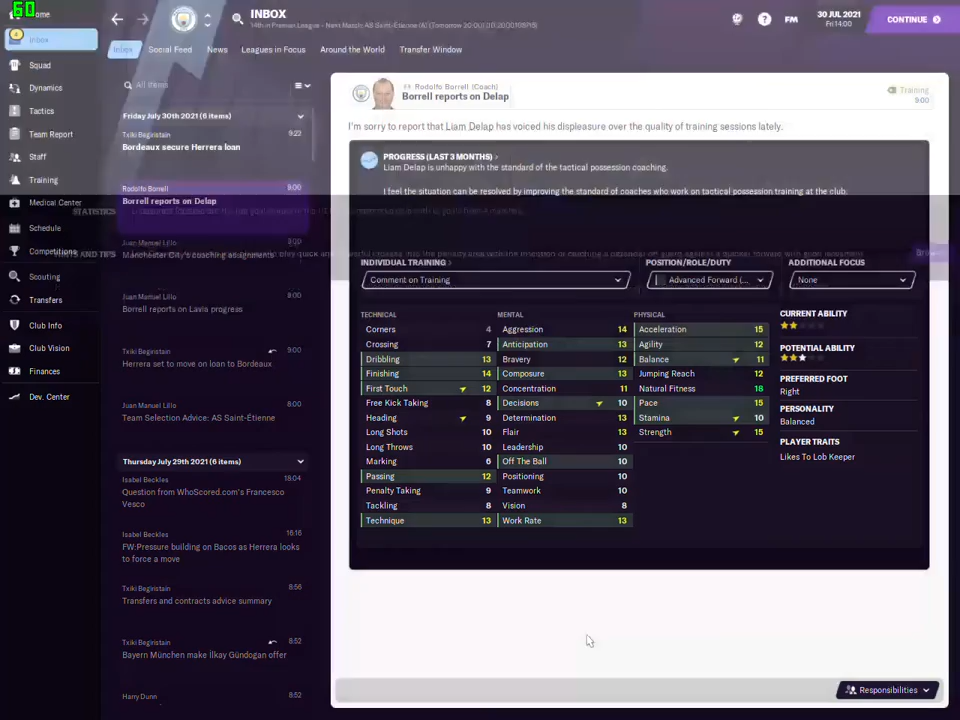 60
Home
INBOX
14th in Premier League - Next Match: AS Saint-Étienne (A) (Tomorrow 20:00)
30 JUL 2021
Fri 14:00
CONTINUE
FM
4
Inbox
Squad
Dynamics
Tactics
Team Report
Staff
Training
Medical Center
Schedule
Competitions
Scouting
Transfers
Club Info
Club Vision
Finances
Dev. Center
Inbox
Social Feed
News
Leagues in Focus
Around the World
Transfer Window
All Items
Friday July 30th 2021 (6 items)
Txiki Begiristain 9:23
Bordeaux secure Herrera loan
Rodolfo Borrell 9:00
Borrell reports on Delap
Juan Manuel Lillo 9:00
Manchester City's coaching assignments
Juan Manuel Lillo 9:00
Borrell reports on Lavia progress
Txiki Begiristain 9:00
Herrera set to move on loan to Bordeaux
Juan Manuel Lillo 8:00
Team Selection Advice: AS Saint-Étienne
Thursday July 29th 2021 (6 items)
Isabel Beckles 18:04
Question from WhoScored.com's Francesco
Vesco
Isabel Beckles 16:16
FW:Pressure building on Bacos as Herrera looks
to force a move
Txiki Begiristain 8:56
Transfers and contracts advice summary
Txiki Begiristain 8:52
Bayern München make İlkay Gündogan offer
Harry Dunn 8:52
Rodolfo Borrell (Coach)
Borrell reports on Delap
Training
9:00
I'm sorry to report that Liam Delap has voiced his displeasure over the quality of training sessions lately.
PROGRESS (LAST 3 MONTHS)
Liam Delap is unhappy with the standard of the tactical possession coaching.
I feel the situation can be resolved by improving the standard of coaches who work on tactical possession training at the club.
STATISTICS
INDIVIDUAL TRAINING
Comment on Training
POSITION/ROLE/DUTY
Advanced Forward (...
ADDITIONAL FOCUS
None
TECHNICAL
Corners 4
Crossing 7
Dribbling 13
Finishing 14
First Touch 12
Free Kick Taking 8
Heading 9
Long Shots 10
Long Throws 10
Marking 6
Passing 12
Penalty Taking 9
Tackling 8
Technique 13
MENTAL
Aggression 14
Anticipation 13
Bravery 12
Composure 13
Concentration 11
Decisions 10
Determination 13
Flair 13
Leadership 10
Off The Ball 10
Positioning 10
Teamwork 10
Vision 8
Work Rate 13
PHYSICAL
Acceleration 15
Agility 12
Balance 11
Jumping Reach 12
Natural Fitness 18
Pace 15
Stamina 10
Strength 15
CURRENT ABILITY
POTENTIAL ABILITY
PREFERRED FOOT
Right
PERSONALITY
Balanced
PLAYER TRAITS
Likes To Lob Keeper
Responsibilities